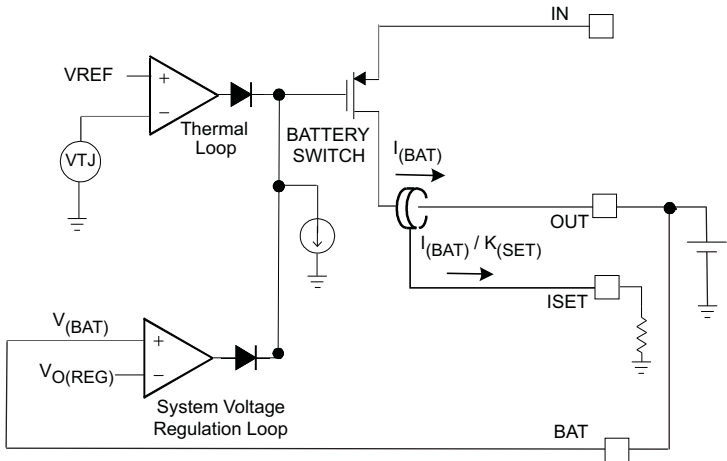 IN
VREF
+
−
Thermal
Loop
BATTERY
SWITCH
VTJ
I(BAT)
OUT
I(BAT) / K(SET)
ISET
V(BAT)
+
VO(REG)
−
System Voltage
Regulation Loop
BAT